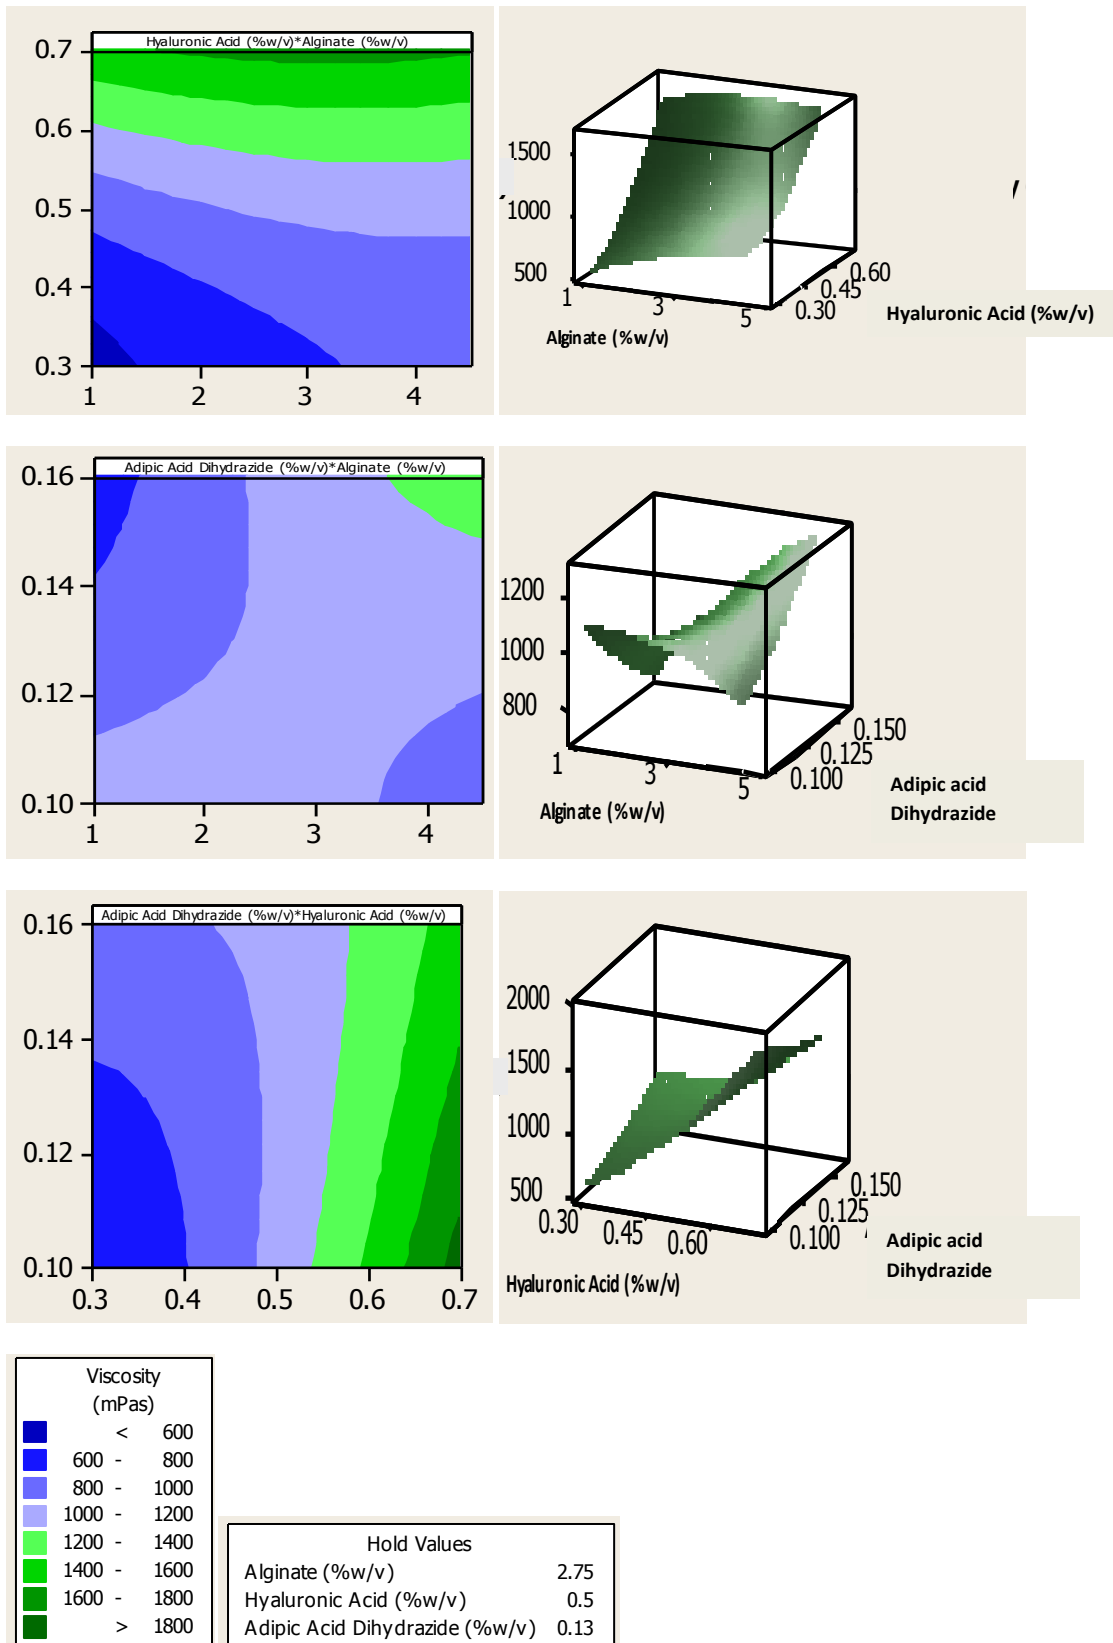 Hyaluronic Acid (%w/v)*Alginate (%w/v)
0.7
0.6
0.5
0.4
0.3
1 2 3 4
1500
1000
500
1 3 5
0.30 0.45 0.60
Alginate (%w/v)
Hyaluronic Acid (%w/v)
Adipic Acid Dihydrazide (%w/v)*Alginate (%w/v)
0.16
0.14
0.12
0.10
1 2 3 4
1200
1000
800
1 3 5
0.100 0.125 0.150
Alginate (%w/v)
Adipic acid
Dihydrazide
Adipic Acid Dihydrazide (%w/v)*Hyaluronic Acid (%w/v)
0.16
0.14
0.12
0.10
0.3 0.4 0.5 0.6 0.7
2000
1500
1000
500
0.30 0.45 0.60
0.100 0.125 0.150
Hyaluronic Acid (%w/v)
Adipic acid
Dihydrazide
Viscosity
(mPas)
< 600
600 - 800
800 - 1000
1000 - 1200
1200 - 1400
1400 - 1600
1600 - 1800
> 1800
Hold Values
Alginate (%w/v) 2.75
Hyaluronic Acid (%w/v) 0.5
Adipic Acid Dihydrazide (%w/v) 0.13